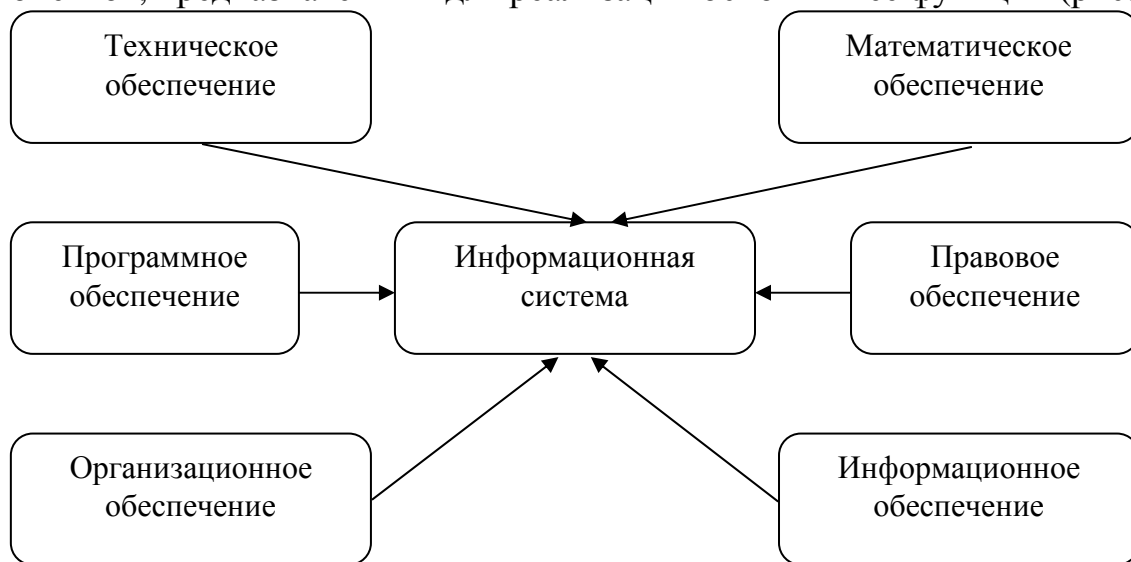 Техническое
обеспечение
Математическое
обеспечение
Программное
обеспечение
Информационная
система
Правовое
обеспечение
Организационное
обеспечение
Информационное
обеспечение